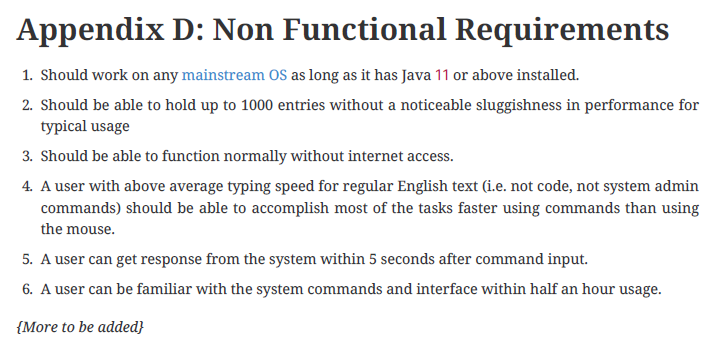 Appendix D: Non Functional Requirements
1. Should work on any mainstream OS as long as it has Java 11 or above installed.
2. Should be able to hold up to 1000 entries without a noticeable sluggishness in performance for
typical usage
3. Should be able to function normally without internet access.
4. A user with above average typing speed for regular English text (i.e. not code, not system admin
commands) should be able to accomplish most of the tasks faster using commands than using
the mouse.
5. A user can get response from the system within 5 seconds after command input.
6. A user can be familiar with the system commands and interface within half an hour usage.
{More to be added}